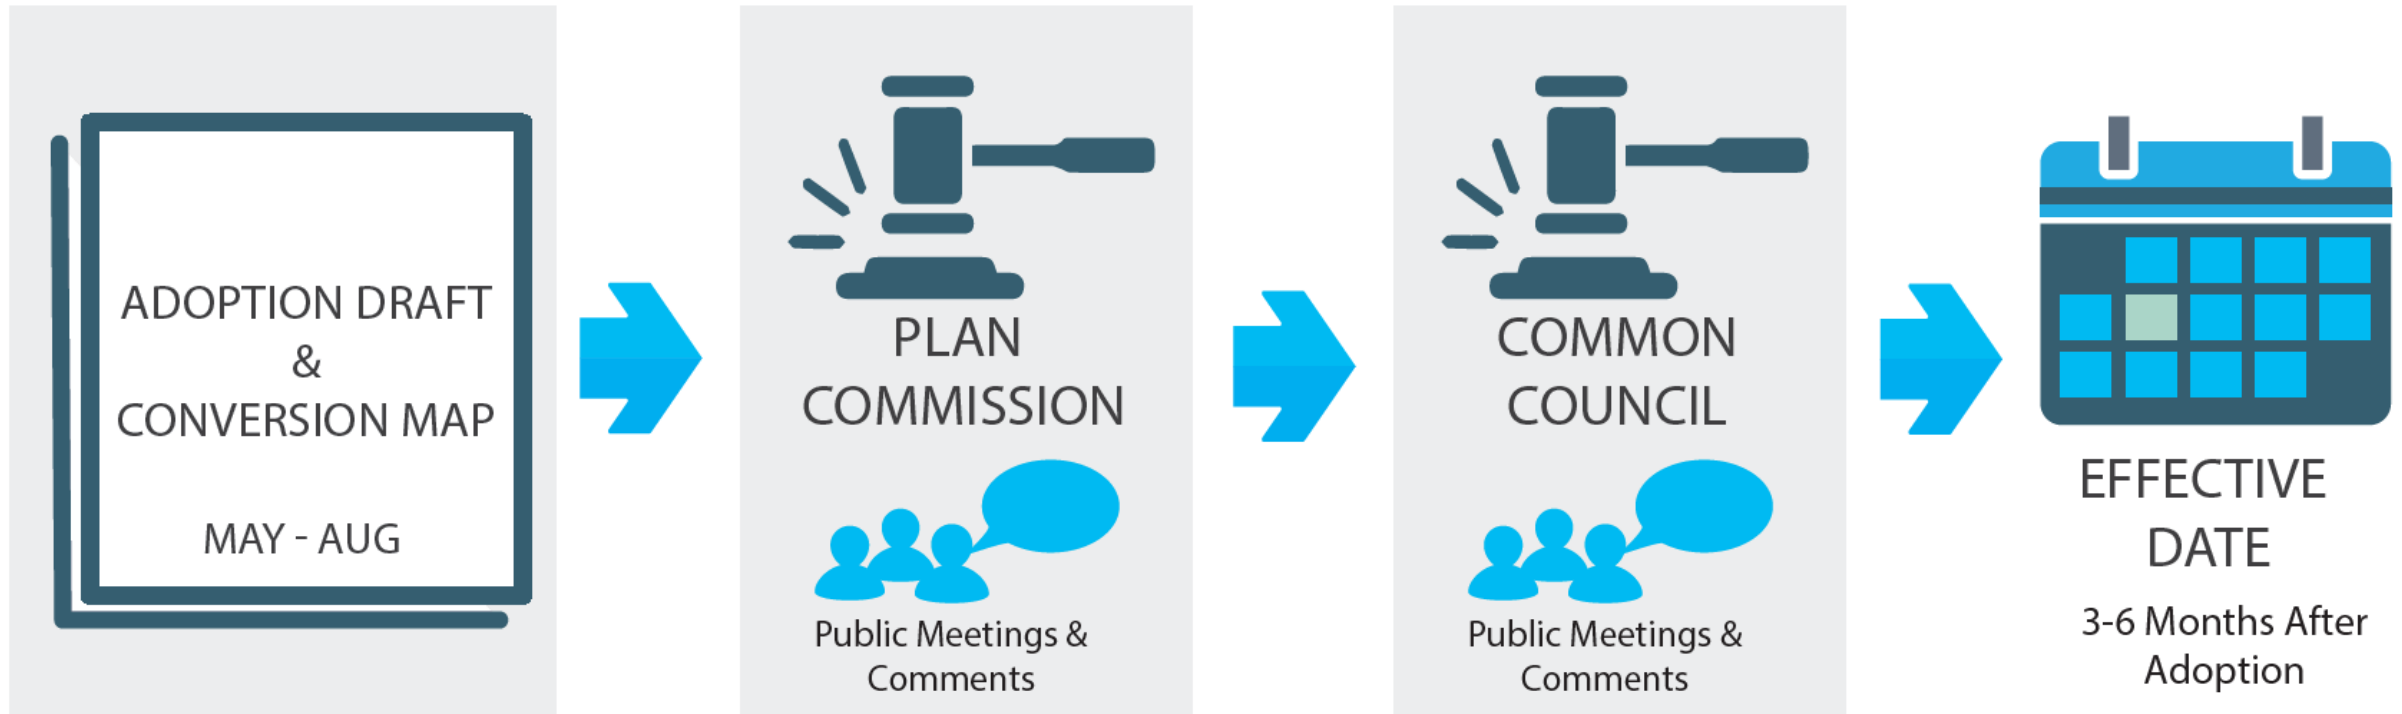 ADOPTION DRAFT
&
CONVERSION MAP
MAY - AUG
PLAN
COMMISSION
Public Meetings &
Comments
COMMON
COUNCIL
Public Meetings &
Comments
EFFECTIVE
DATE
3-6 Months After
Adoption